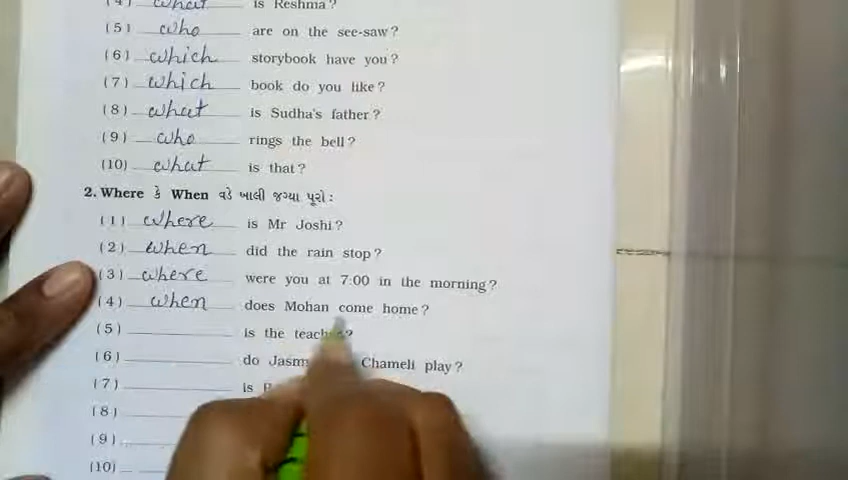 (4) what is Reshma?
(5) who are on the see-saw?
(6) which storybook have you?
(7) which book do you like?
(8) what is Sudha's father?
(9) who rings the bell?
(10) what is that?
2. Where કે When વડે ખાલી જગ્યા પૂરો:
(1) where is Mr Joshi?
(2) when did the rain stop?
(3) where were you at 7:00 in the morning?
(4) when does Mohan come home?
(5) is the
(6) do Chameli play?
(7) is
(8)
(9)
(10)